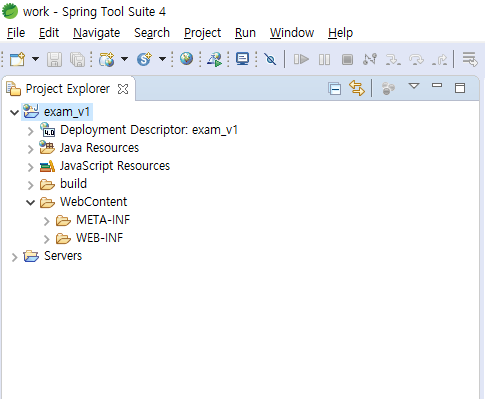 work - Spring Tool Suite 4
File Edit Navigate Search Project Run Window Help
Project Explorer
exam_v1
Deployment Descriptor: exam_v1
Java Resources
JavaScript Resources
build
WebContent
META-INF
WEB-INF
Servers